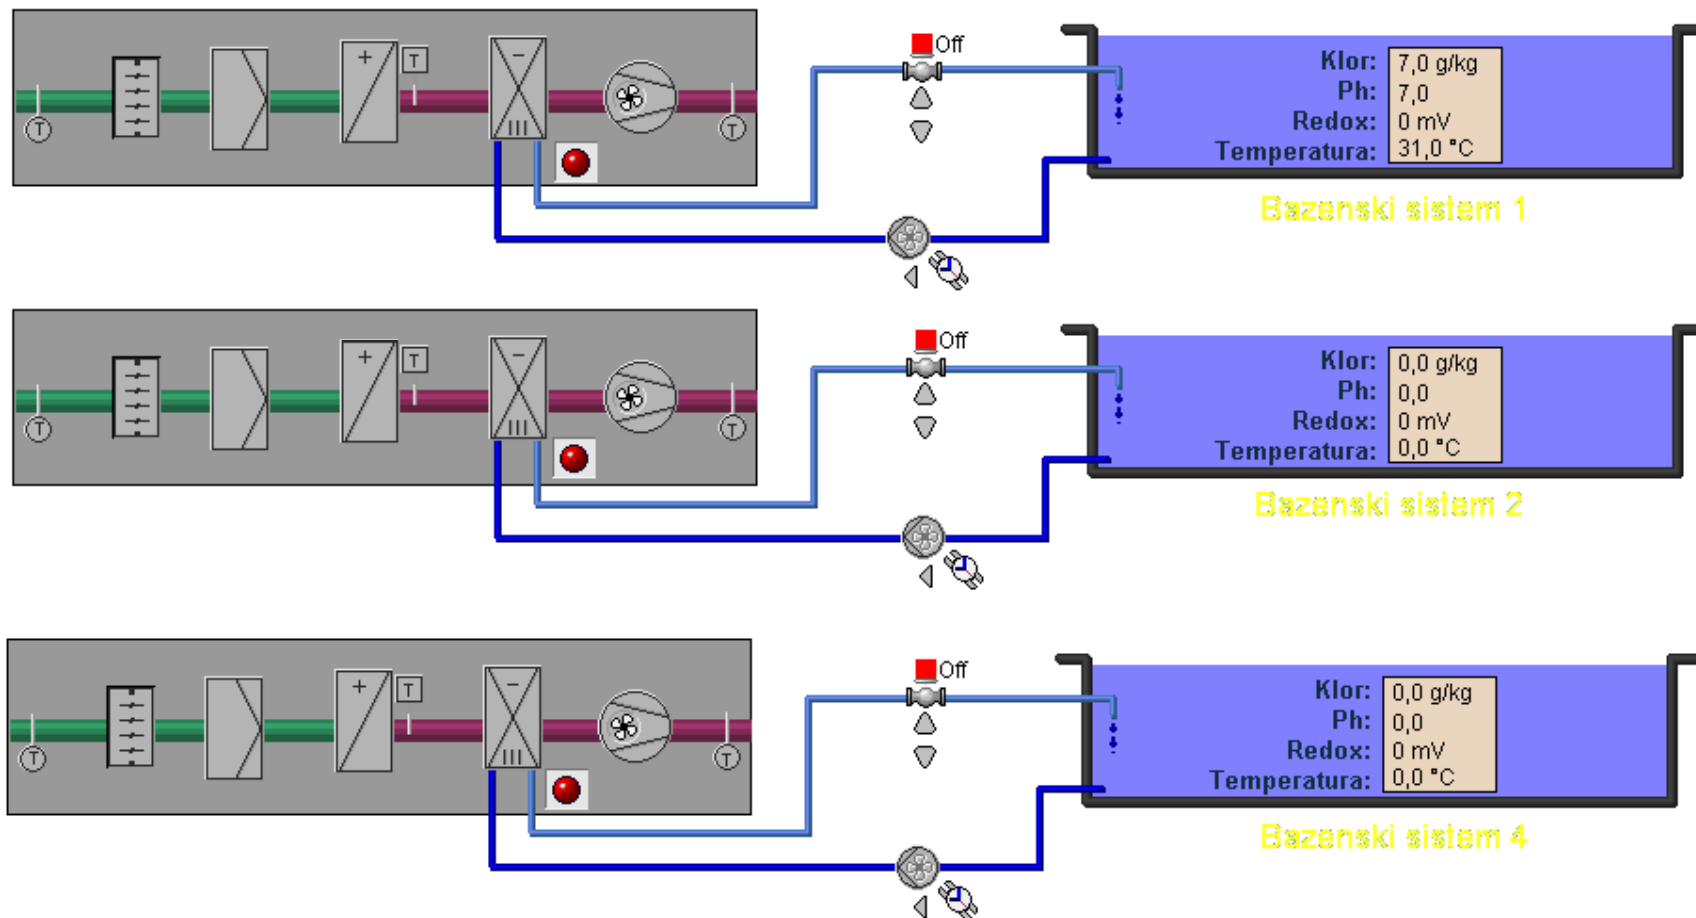 Off
Klor: 7,0 g/kg
Ph: 7,0
Redox: 0 mV
Temperatura: 31,0 °C
+ T -
T T
Bazenski sistem 1
Off
Klor: 0,0 g/kg
Ph: 0,0
Redox: 0 mV
Temperatura: 0,0 °C
+ T -
T T
Bazenski sistem 2
Off
Klor: 0,0 g/kg
Ph: 0,0
Redox: 0 mV
Temperatura: 0,0 °C
+ T -
T T
Bazenski sistem 4